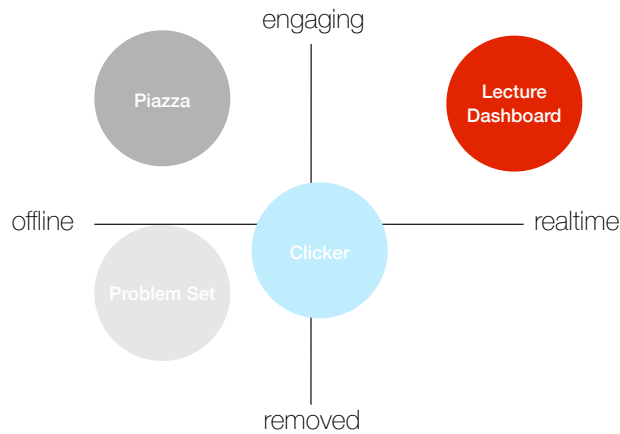 engaging
Piazza
Lecture
Dashboard
offline
realtime
Clicker
Problem Set
removed